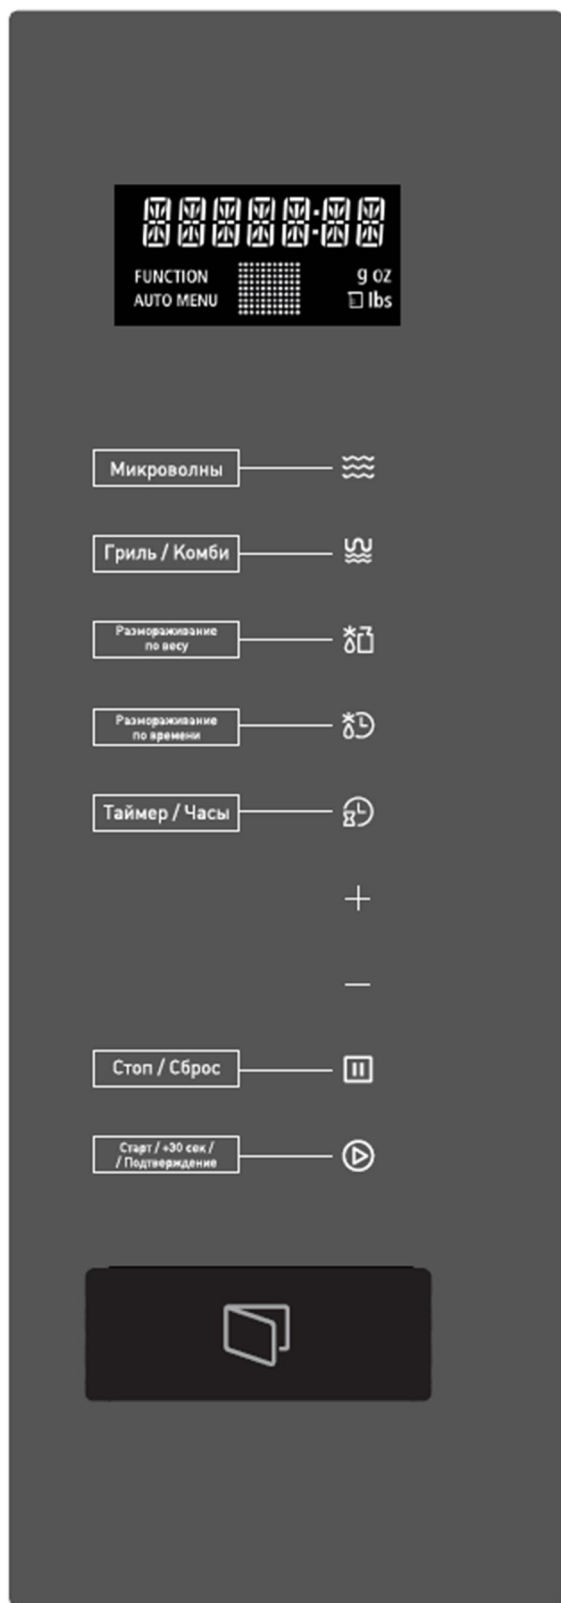 FUNCTION
g oz
AUTO MENU
lbs
Микроволны
Гриль / Комби
Размораживание
по весу
Размораживание
по времени
Таймер / Часы
+
−
Стоп / Сброс
Старт / +30 сек /
/ Подтверждение